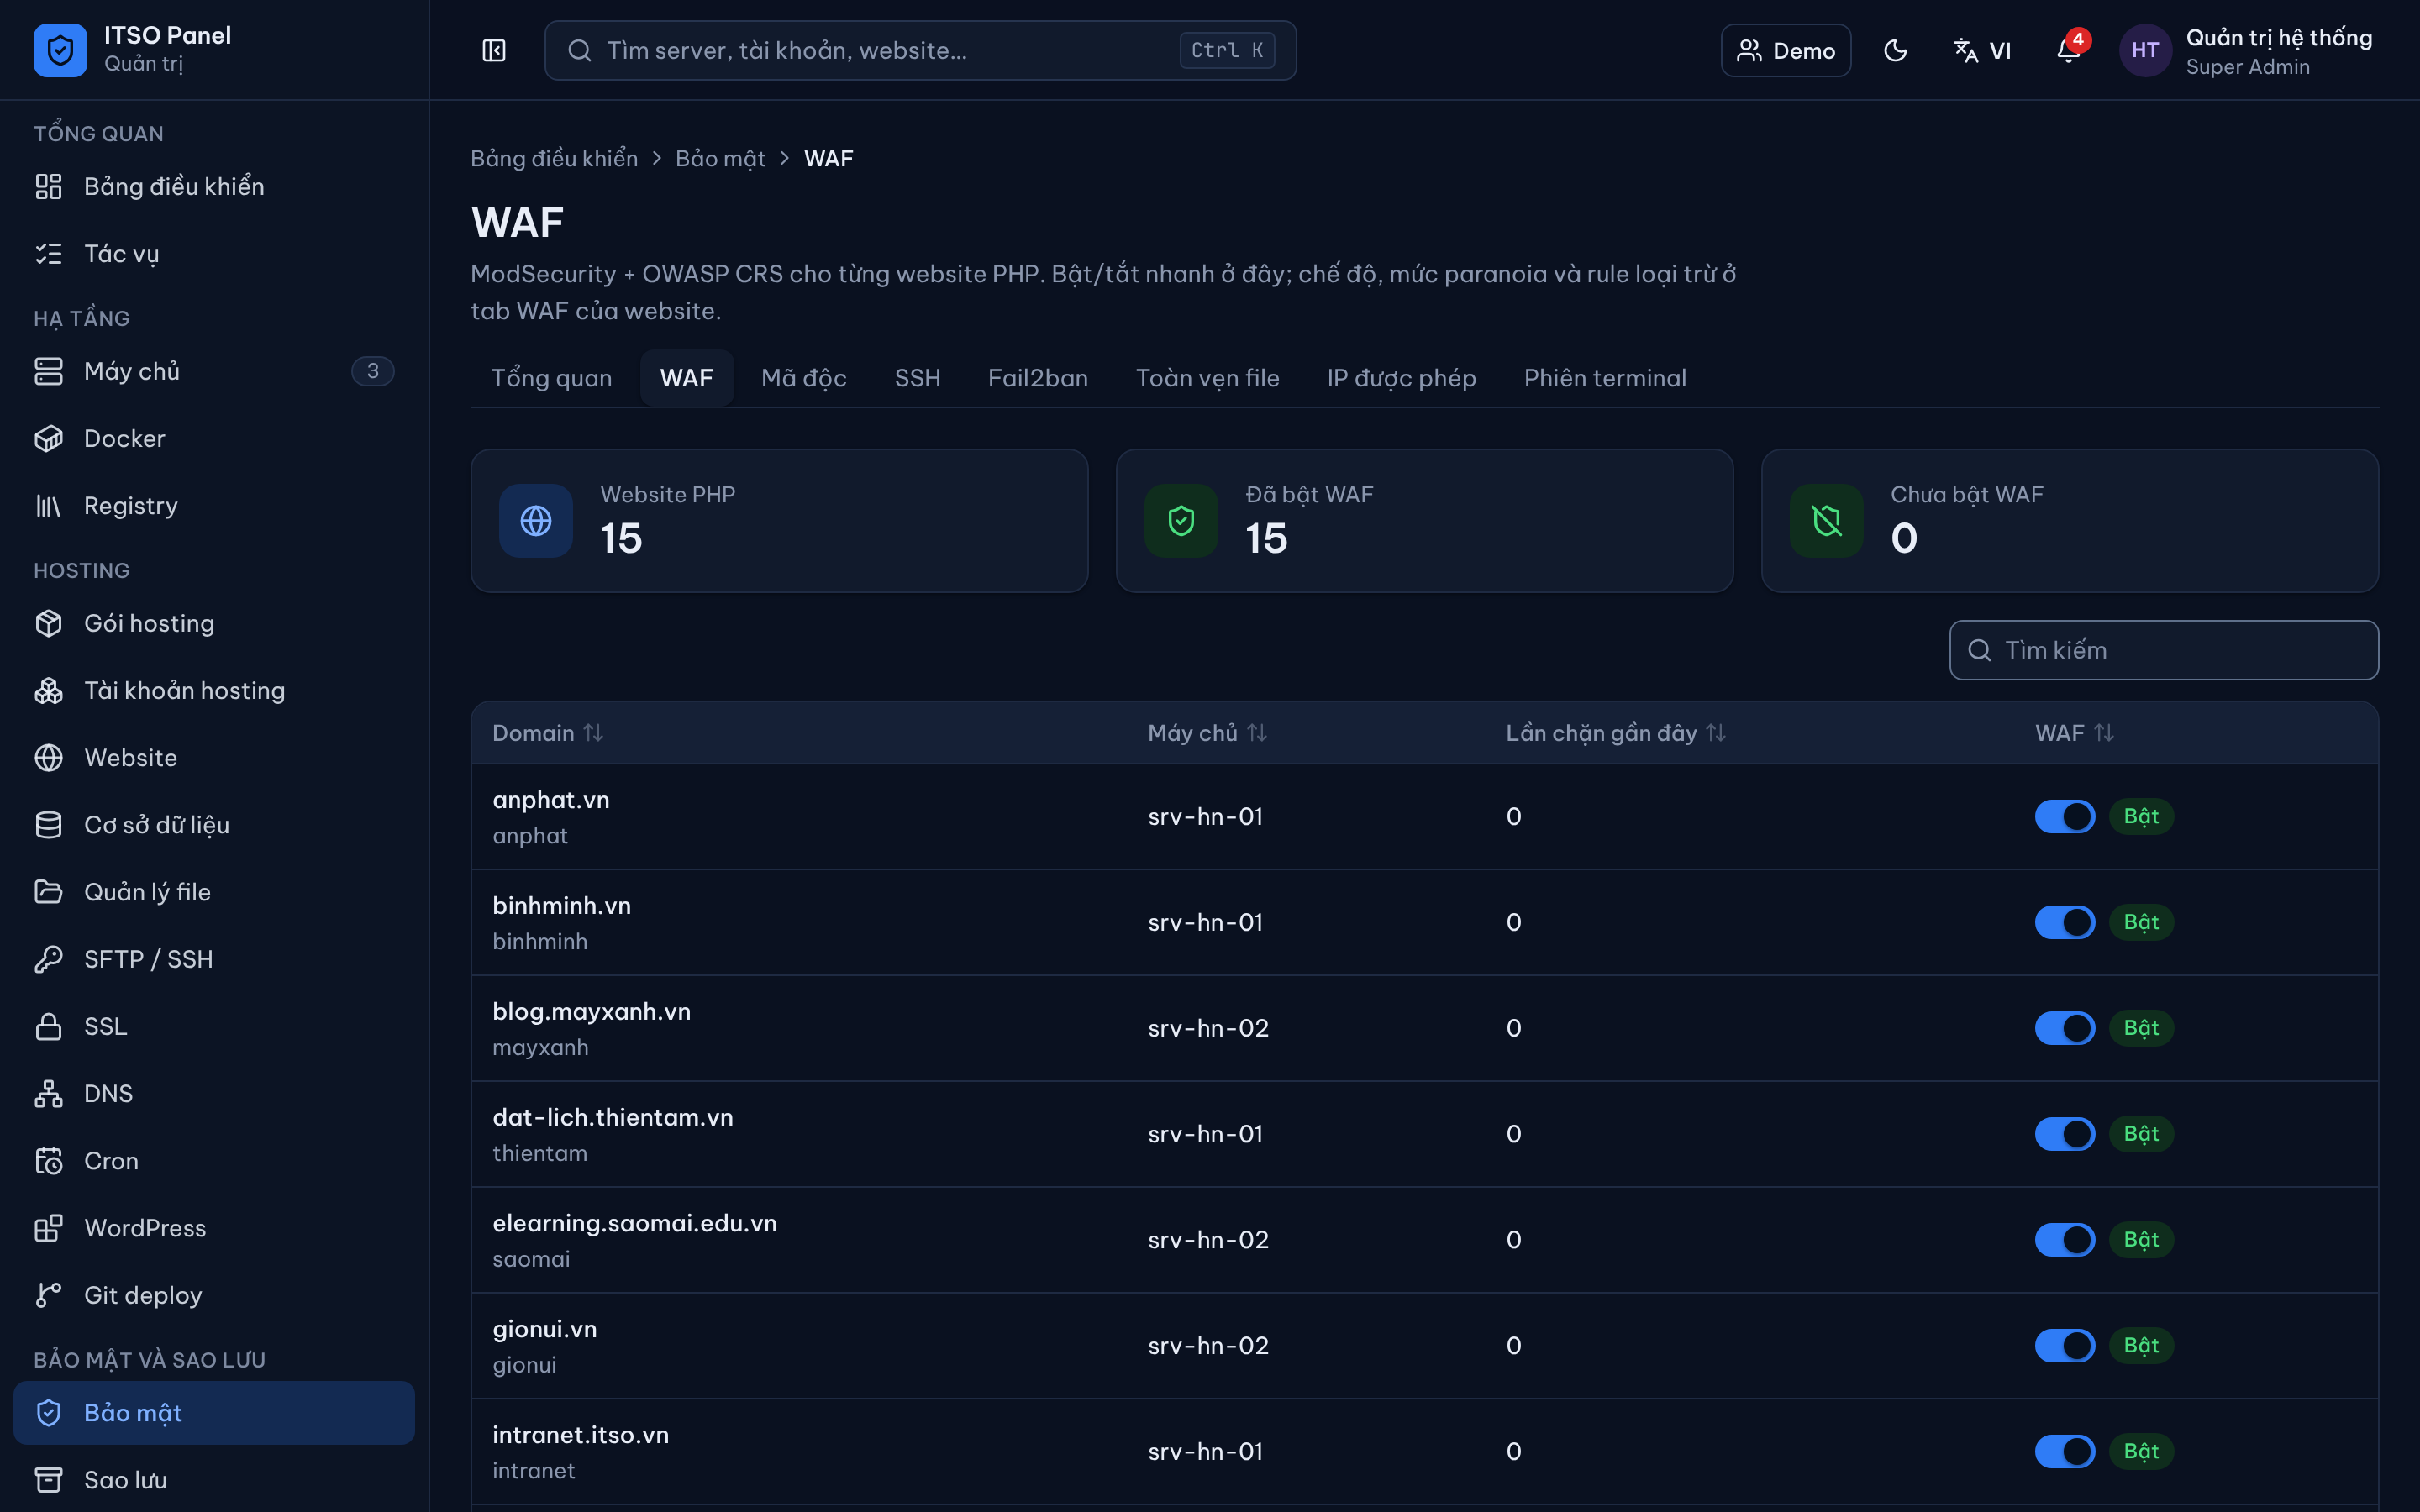 ITSO Panel
Quản trị
Tìm server, tài khoản, website...
Ctrl K
Demo
VI
4
HT
Quản trị hệ thống
Super Admin
TỔNG QUAN
Bảng điều khiển
Tác vụ
HẠ TẦNG
Máy chủ
3
Docker
Registry
HOSTING
Gói hosting
Tài khoản hosting
Website
Cơ sở dữ liệu
Quản lý file
SFTP / SSH
SSL
DNS
Cron
WordPress
Git deploy
BẢO MẬT VÀ SAO LƯU
Bảo mật
Sao lưu
Bảng điều khiển > Bảo mật > WAF
WAF
ModSecurity + OWASP CRS cho từng website PHP. Bật/tắt nhanh ở đây; chế độ, mức paranoia và rule loại trừ ở
tab WAF của website.
Tổng quan WAF Mã độc SSH Fail2ban Toàn vẹn file IP được phép Phiên terminal
Website PHP
15
Đã bật WAF
15
Chưa bật WAF
0
Tìm kiếm
Domain Máy chủ Lần chặn gần đây WAF
anphat.vn
anphat
srv-hn-01 0 Bật
binhminh.vn
binhminh
srv-hn-01 0 Bật
blog.mayxanh.vn
mayxanh
srv-hn-02 0 Bật
dat-lich.thientam.vn
thientam
srv-hn-01 0 Bật
elearning.saomai.edu.vn
saomai
srv-hn-02 0 Bật
gionui.vn
gionui
srv-hn-02 0 Bật
intranet.itso.vn
intranet
srv-hn-01 0 Bật